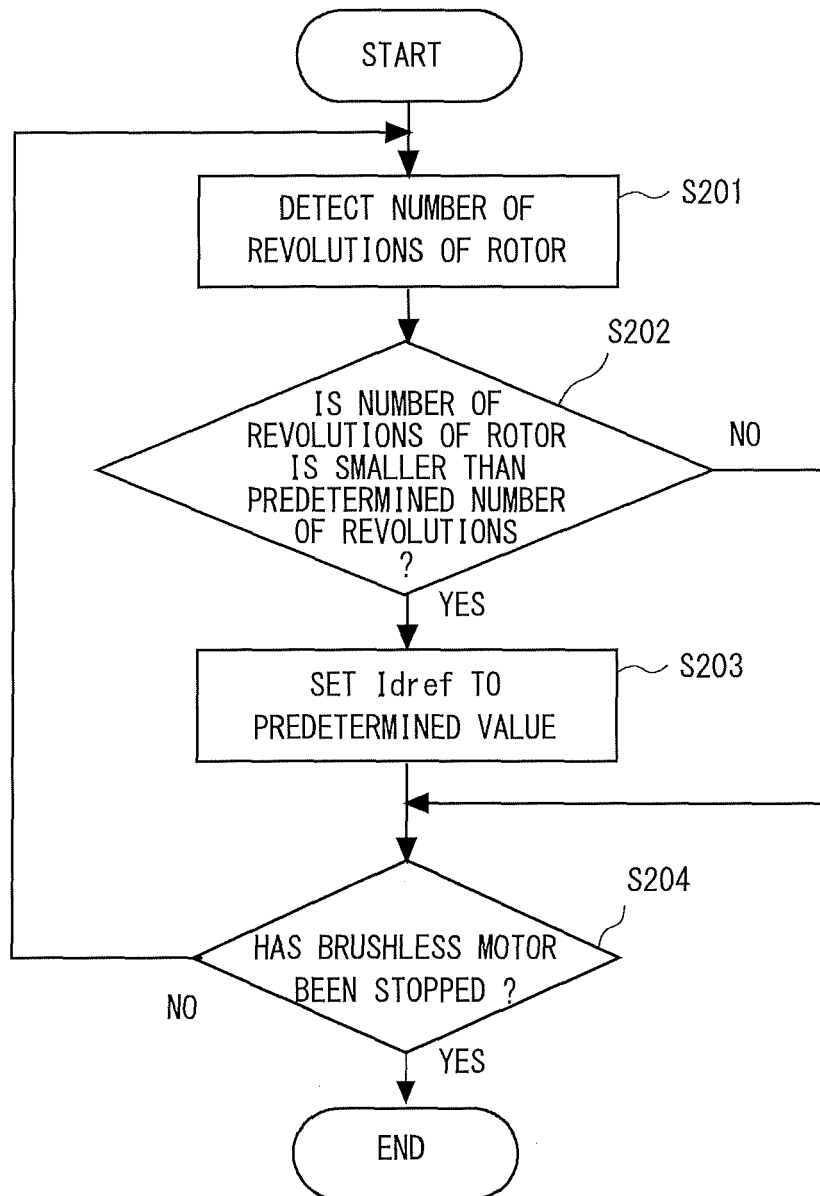 START
DETECT NUMBER OF
REVOLUTIONS OF ROTOR
S201
S202
IS NUMBER OF
REVOLUTIONS OF ROTOR
IS SMALLER THAN
PREDETERMINED NUMBER
OF REVOLUTIONS
?
NO
YES
SET Idref TO
PREDETERMINED VALUE
S203
S204
HAS BRUSHLESS MOTOR
BEEN STOPPED ?
NO
YES
END